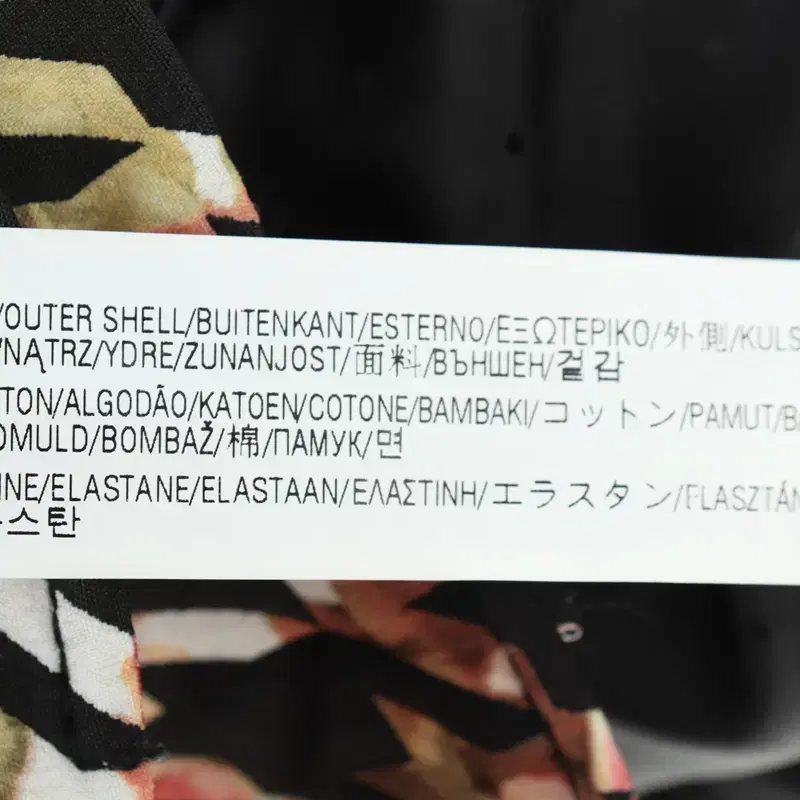 /OUTER SHELL/BUITENKANT/ESTERNO/ΕΞΩΤΕΡΙΚΟ/外側/KULS
NĄTRZ/YDRE/ZUNANJOST/面料/ВЪНШЕН/겉감
TON/ALGODÃO/KATOEN/COTONE/BAMBAKI/コットン/PAMUT/B
OMULD/BOMBAŽ/棉/ПАМУК/면
INE/ELASTANE/ELASTAAN/ΕΛΑΣΤΙΝΗ/エラスタン/ELASZTÁN
스탄